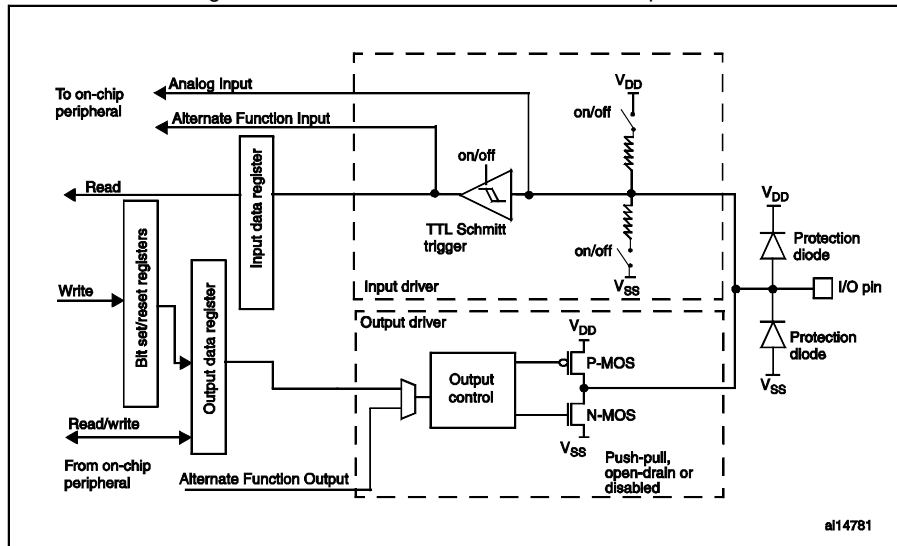 Analog Input
To on-chip
peripheral
Alternate Function Input
on/off
VDD
on/off
Read
Input data register
TTL Schmitt
trigger
on/off
VSS
Input driver
VDD
Protection
diode
I/O pin
Protection
diode
VSS
Write
Bit set/reset registers
Output data register
Read/write
From on-chip
peripheral
Alternate Function Output
Output driver
VDD
P-MOS
Output
control
N-MOS
VSS
Push-pull,
open-drain or
disabled
ai14781